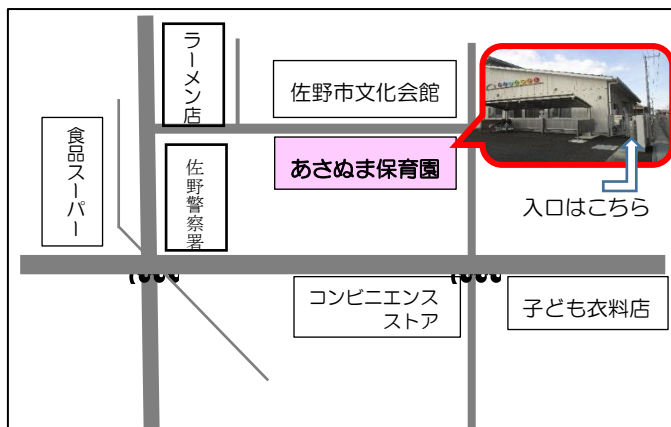 ラーメン店
佐野市文化会館
食品スーパー
佐野警察署
あさぬま保育園
入口はこちら
コンビニエンス
ストア
子ども衣料店